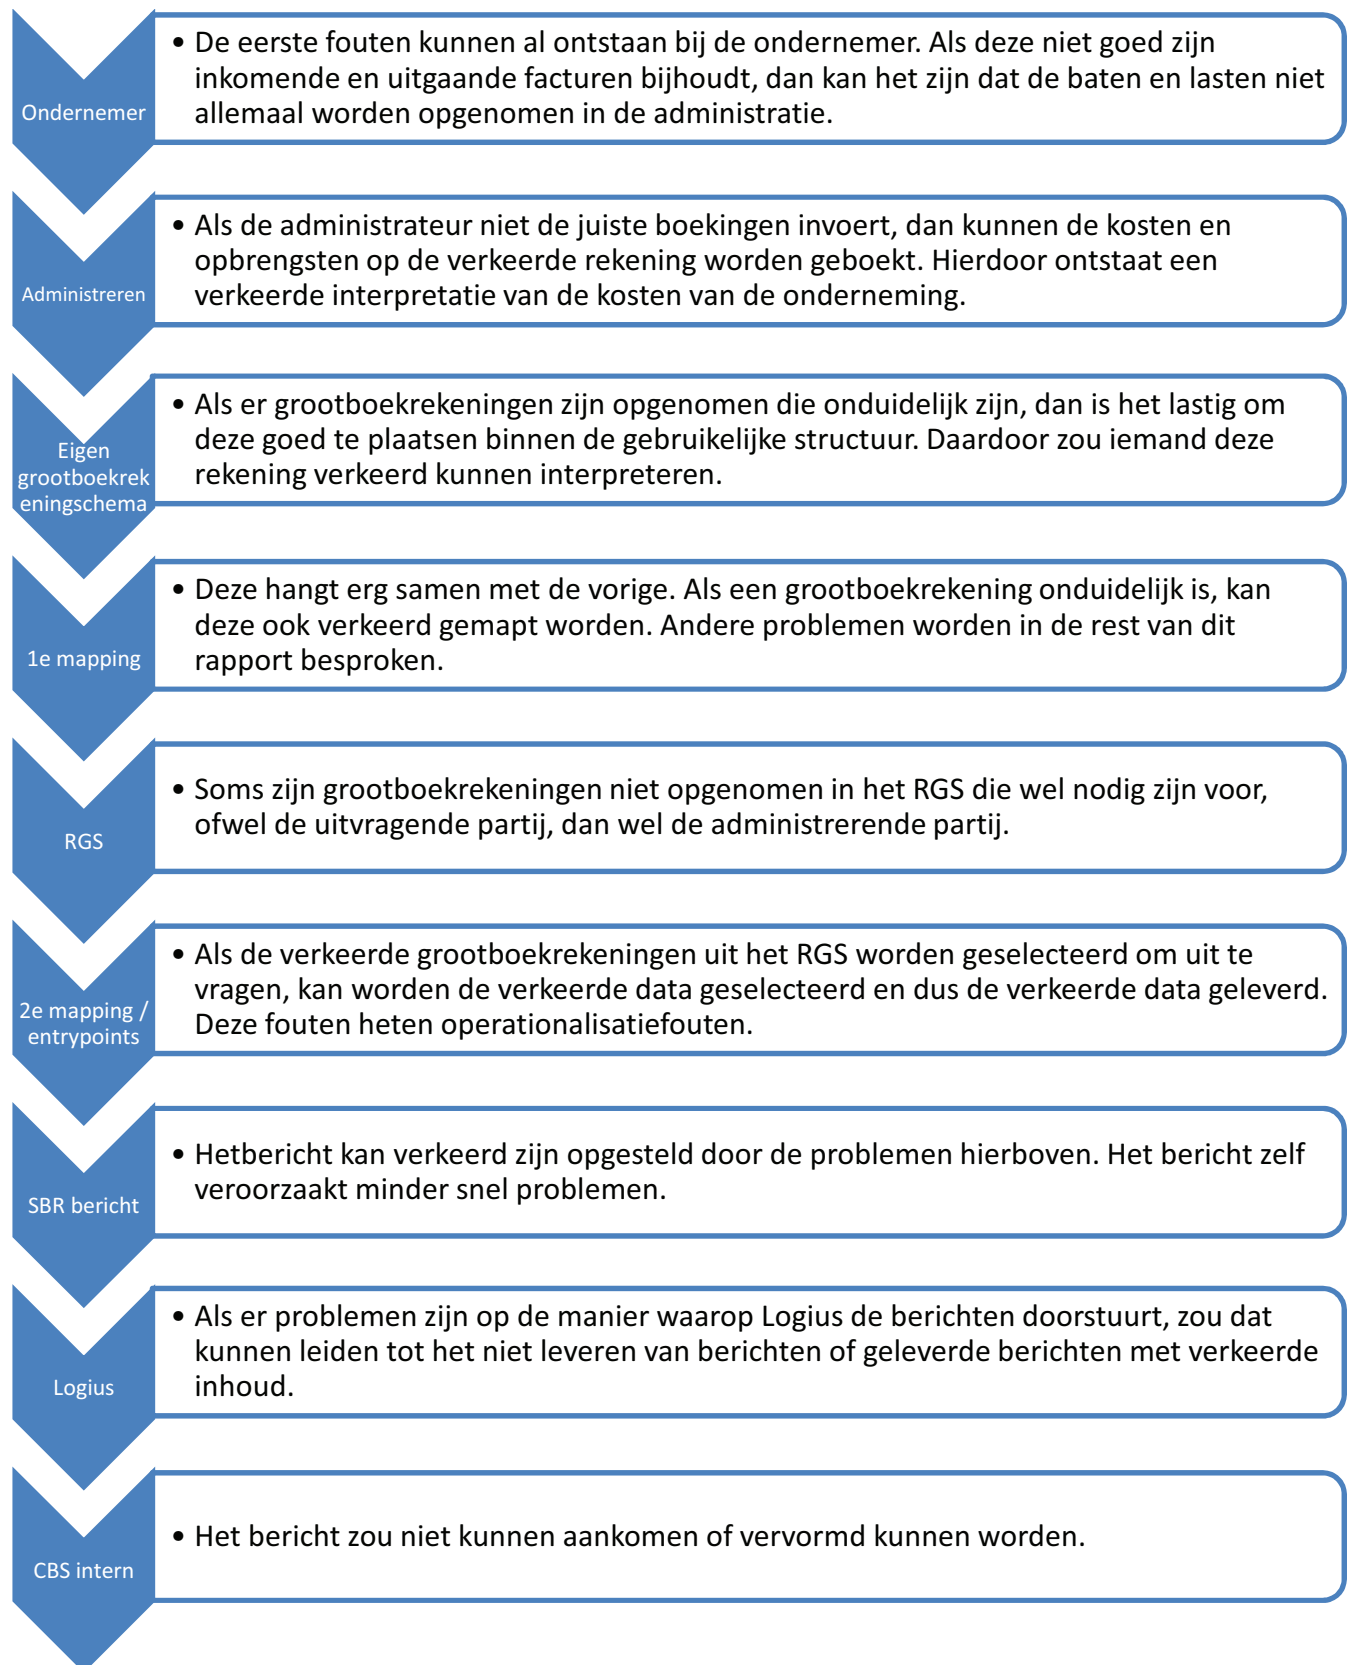 Ondernemer
• De eerste fouten kunnen al ontstaan bij de ondernemer. Als deze niet goed zijn
inkomende en uitgaande facturen bijhoudt, dan kan het zijn dat de baten en lasten niet
allemaal worden opgenomen in de administratie.
Administreren
• Als de administrateur niet de juiste boekingen invoert, dan kunnen de kosten en
opbrengsten op de verkeerde rekening worden geboekt. Hierdoor ontstaat een
verkeerde interpretatie van de kosten van de onderneming.
Eigen
grootboekrek
eningschema
• Als er grootboekrekeningen zijn opgenomen die onduidelijk zijn, dan is het lastig om
deze goed te plaatsen binnen de gebruikelijke structuur. Daardoor zou iemand deze
rekening verkeerd kunnen interpreteren.
1e mapping
• Deze hangt erg samen met de vorige. Als een grootboekrekening onduidelijk is, kan
deze ook verkeerd gemapt worden. Andere problemen worden in de rest van dit
rapport besproken.
RGS
• Soms zijn grootboekrekeningen niet opgenomen in het RGS die wel nodig zijn voor,
ofwel de uitvragende partij, dan wel de administrerende partij.
2e mapping /
entrypoints
• Als de verkeerde grootboekrekeningen uit het RGS worden geselecteerd om uit te
vragen, kan worden de verkeerde data geselecteerd en dus de verkeerde data geleverd.
Deze fouten heten operationalisatiefouten.
SBR bericht
• Hetbericht kan verkeerd zijn opgesteld door de problemen hierboven. Het bericht zelf
veroorzaakt minder snel problemen.
Logius
• Als er problemen zijn op de manier waarop Logius de berichten doorstuurt, zou dat
kunnen leiden tot het niet leveren van berichten of geleverde berichten met verkeerde
inhoud.
CBS intern
• Het bericht zou niet kunnen aankomen of vervormd kunnen worden.